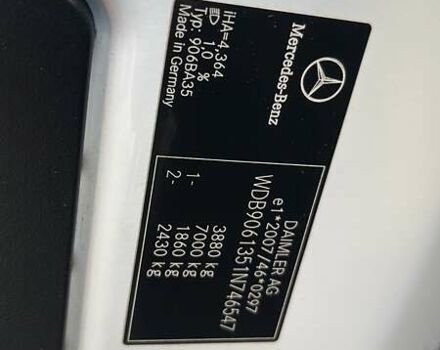 Mercedes-Benz
DAIMLER AG
e1*2007/46*0297
WDB9061351N746547
3880 kg
7000 kg
1- 1860 kg
2- 2430 kg
iHA=4,364
1,0 %
Typ: 906BA35
Made in Germany